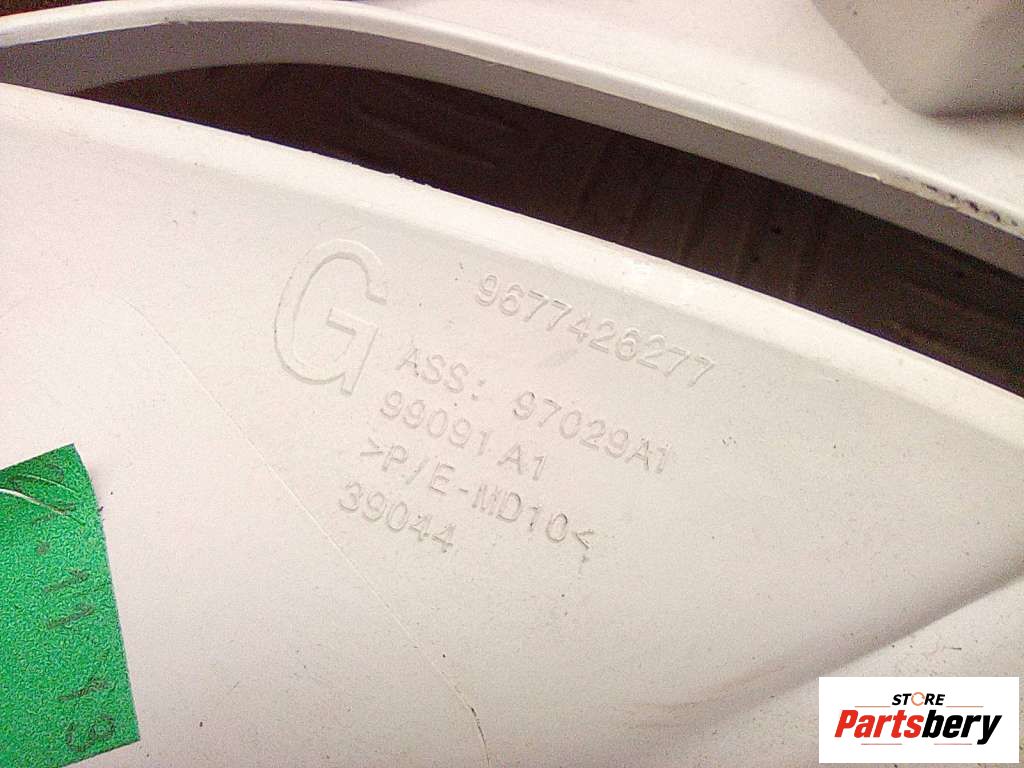 G
9677426277
ASS: 97029A1
99091 A1
>P/E-MD10<
39044
STORE
Partsbery